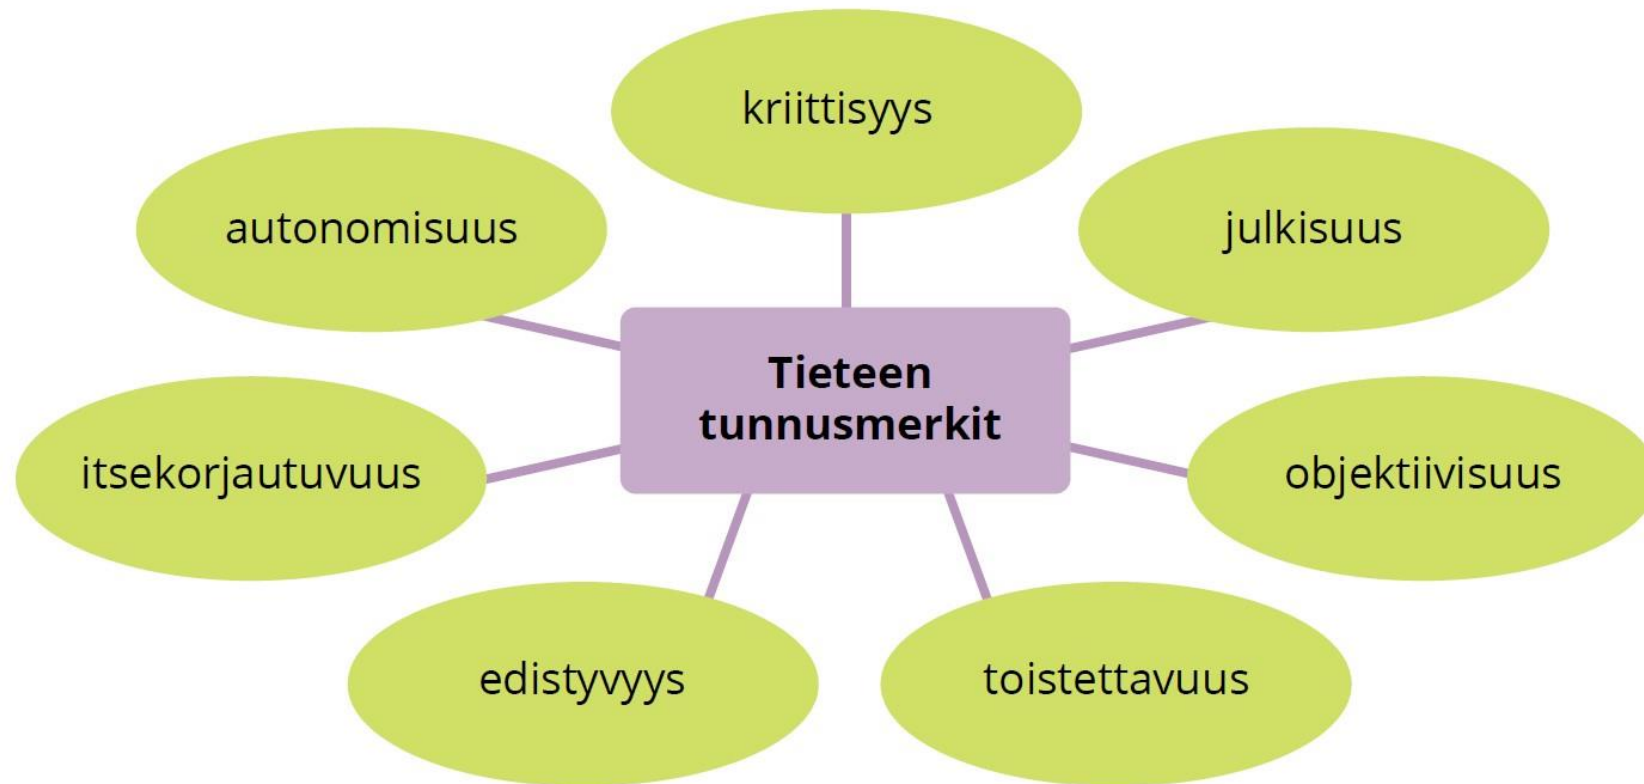 kriittisyys
autonomisuus
julkisuus
Tieteen
tunnusmerkit
itsekorjautuvuus
objektiivisuus
edistyvyys
toistettavuus